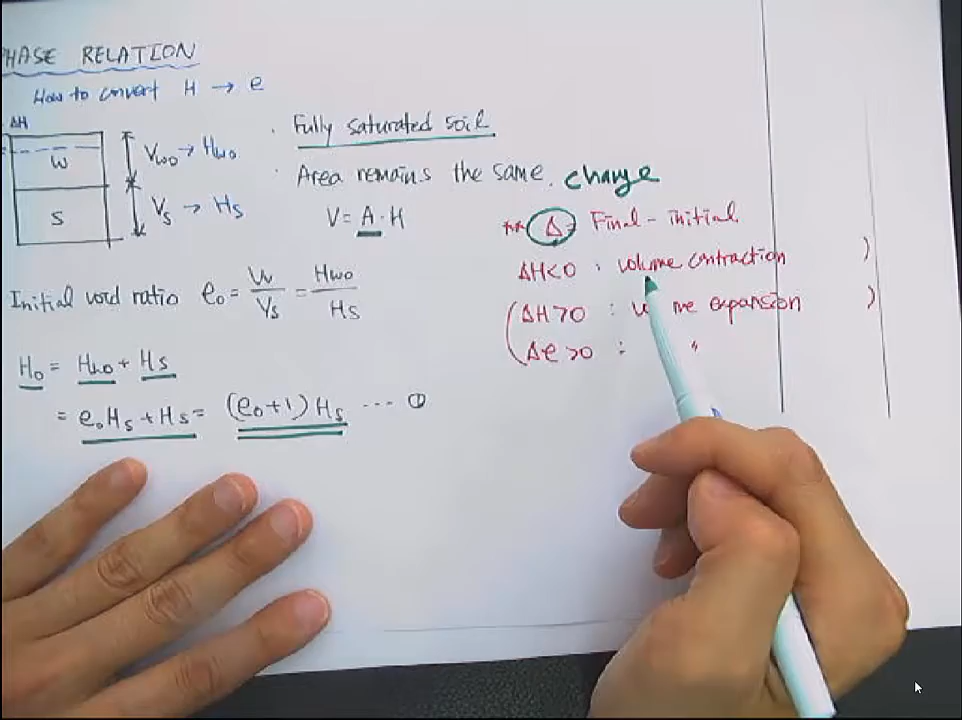 PHASE RELATION
How to convert H → e
ΔH
W
Vwo → Hwo
S
Vs → Hs
· Fully saturated soil
· Area remains the same. change
V = A · H
** Δ = Final - initial
ΔH<0 : volume contraction )
(ΔH>0 : me expansion )
Δe>0 : "
Initial void ratio e0 = / Vs = Hwo / Hs
H0 = Hwo + Hs
= e0Hs + Hs = (e0+1) Hs ... ①